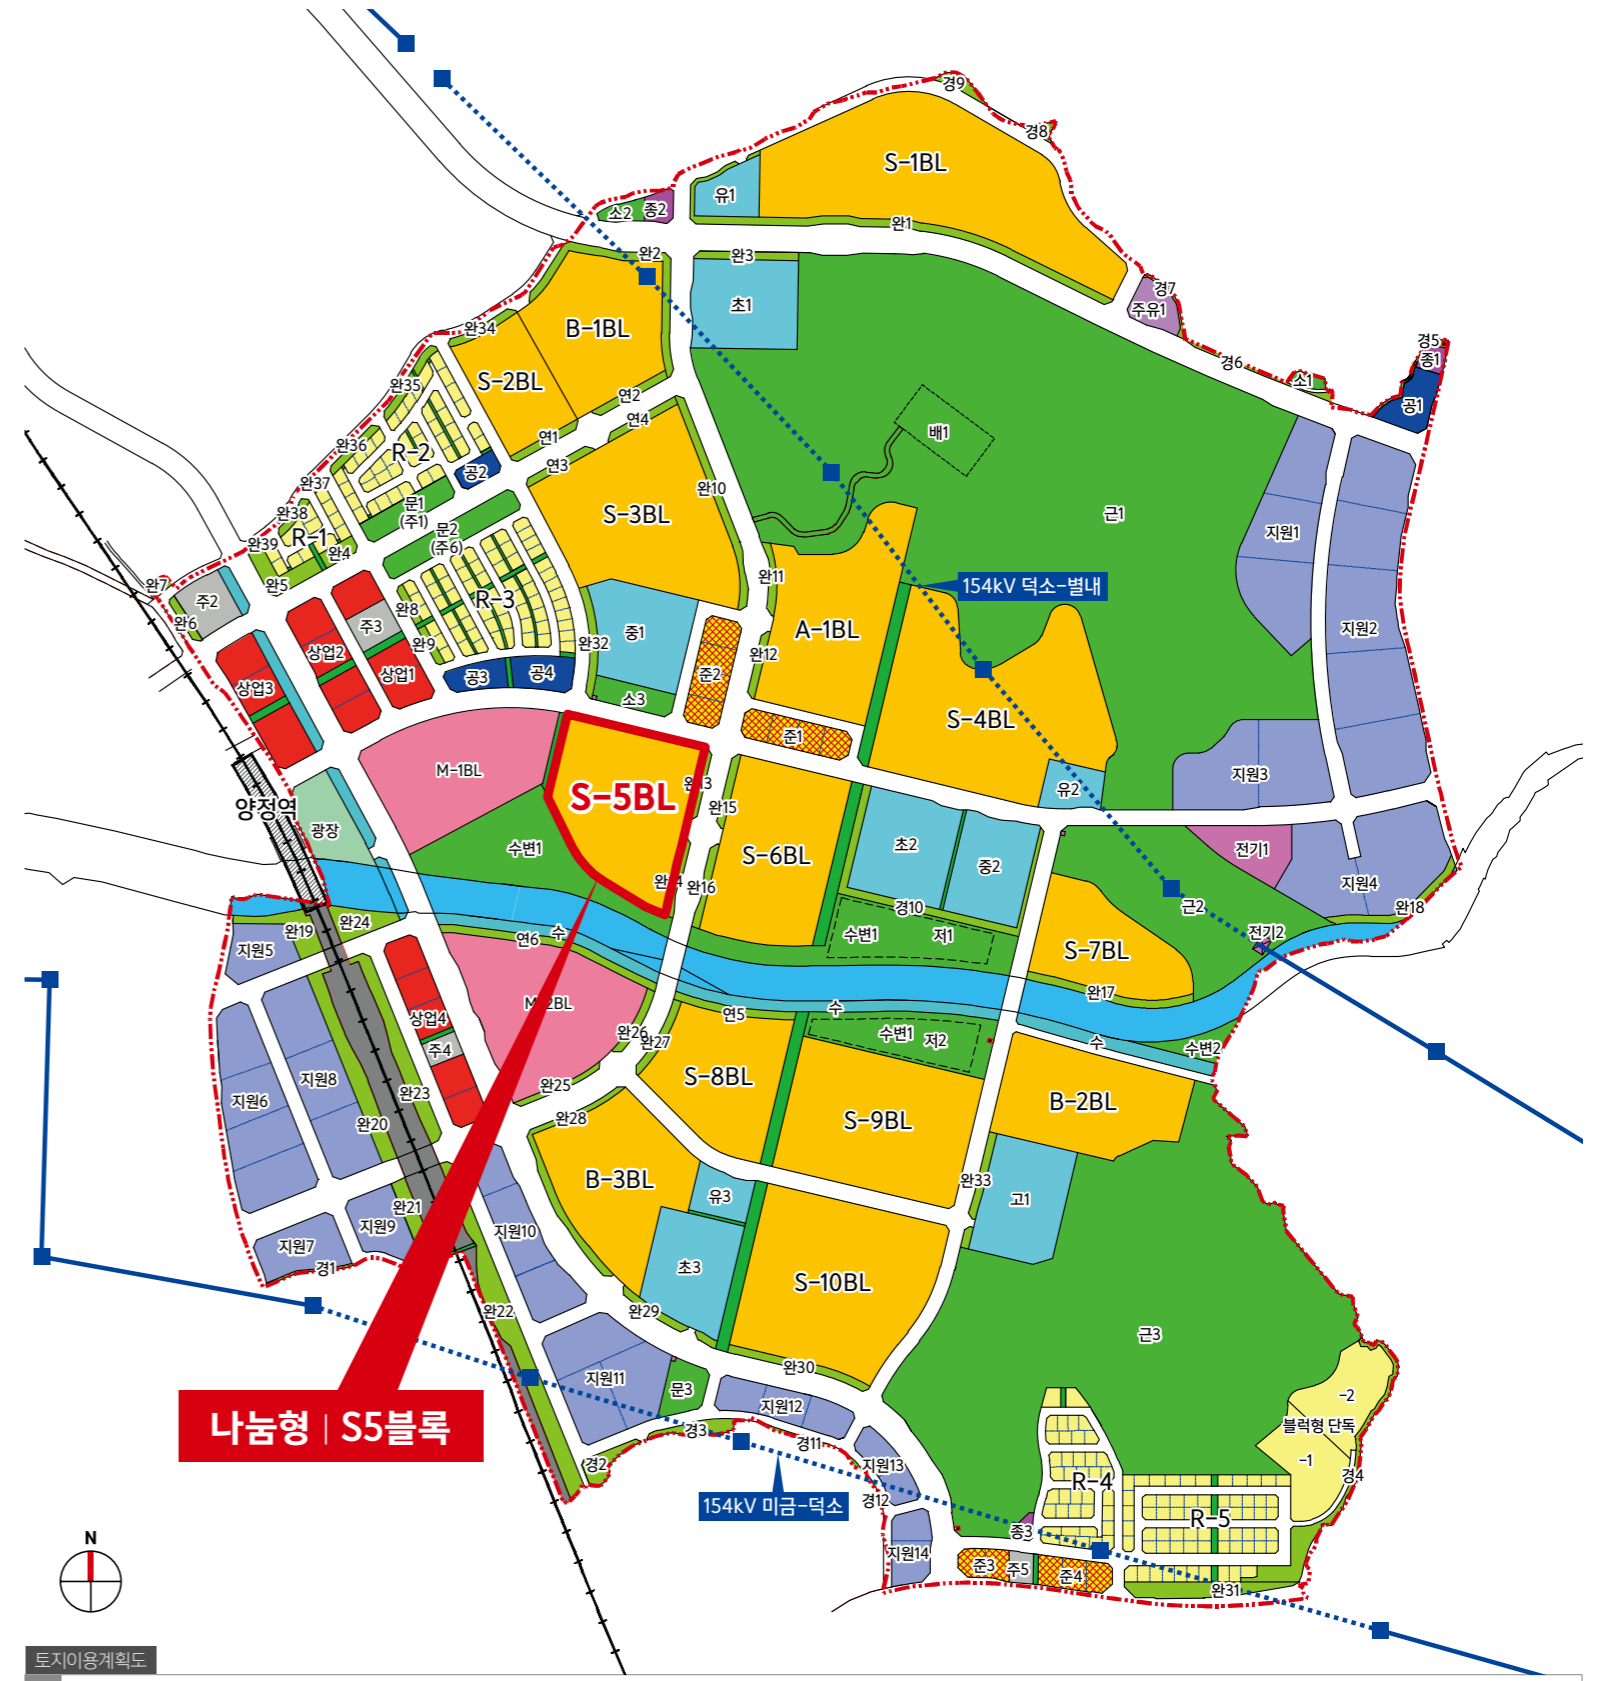 경9
경8
S-1BL
유1
소2
종2
완1
완2
완3
경7
주유1
초1
B-1BL
완34
경5
종1
경6
소1
공1
S-2BL
완35
연2
연4
배1
연1
완36
R-2
공2
연3
완37
완10
문1
(주1)
S-3BL
근1
완38
R-1
문2
(주6)
지원1
완39
완4
완7
완5
완11
154kV 덕소-별내
주2
R-3
완8
완6
주3
중1
A-1BL
지원2
완9
완32
상업2
완12
상업1
준2
공3
공4
상업3
소3
S-4BL
준1
M-1BL
지원3
완13
유2
S-5BL
양정역
완15
광장
초2
수변1
S-6BL
중2
전기1
지원4
완14
완16
경10
근2
완18
완24
완19
연6
수
수변1
저1
전기2
지원5
S-7BL
완17
M-2BL
수
연5
상업4
완26
완27
수변1
저2
수
수변2
주4
S-8BL
지원8
완25
완23
지원6
B-2BL
완28
S-9BL
완20
B-3BL
완33
유3
고1
완21
지원9
지원10
지원7
경1
초3
S-10BL
완22
완29
근3
완30
지원11
문3
-2
블럭형 단독
-1
지원12
나눔형 | S5블록
경3
경11
경2
지원13
경4
R-4
경12
154kV 미금-덕소
R-5
종3
N
지원14
준3
주5
준4
완31
토지이용계획도